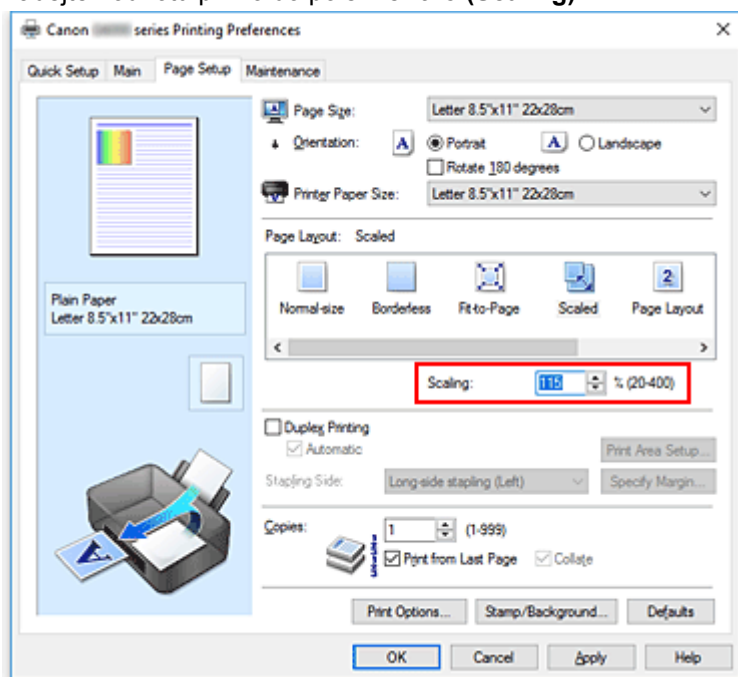 (Scaling)
Canon series Printing Preferences
Quick Setup Main Page Setup Maintenance
Page Size: Letter 8.5"x11" 22x28cm
Orientation: A Portrait A Landscape
Rotate 180 degrees
Printer Paper Size: Letter 8.5"x11" 22x28cm
Page Layout: Scaled
Normal-size Borderless Fit-to-Page Scaled 2 Page Layout
Plain Paper
Letter 8.5"x11" 22x28cm
Scaling: 115 % (20-400)
Duplex Printing
Automatic
Print Area Setup...
Stapling Side: Long-side stapling (Left) Specify Margin...
Copies: 1 (1-999)
Print from Last Page Collate
A
Print Options... Stamp/Background... Defaults
OK Cancel Apply Help